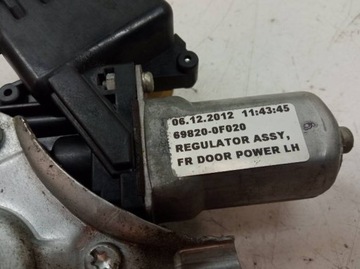 06.12.2012 11:43:45
69820-0F020
REGULATOR ASSY,
FR DOOR POWER LH